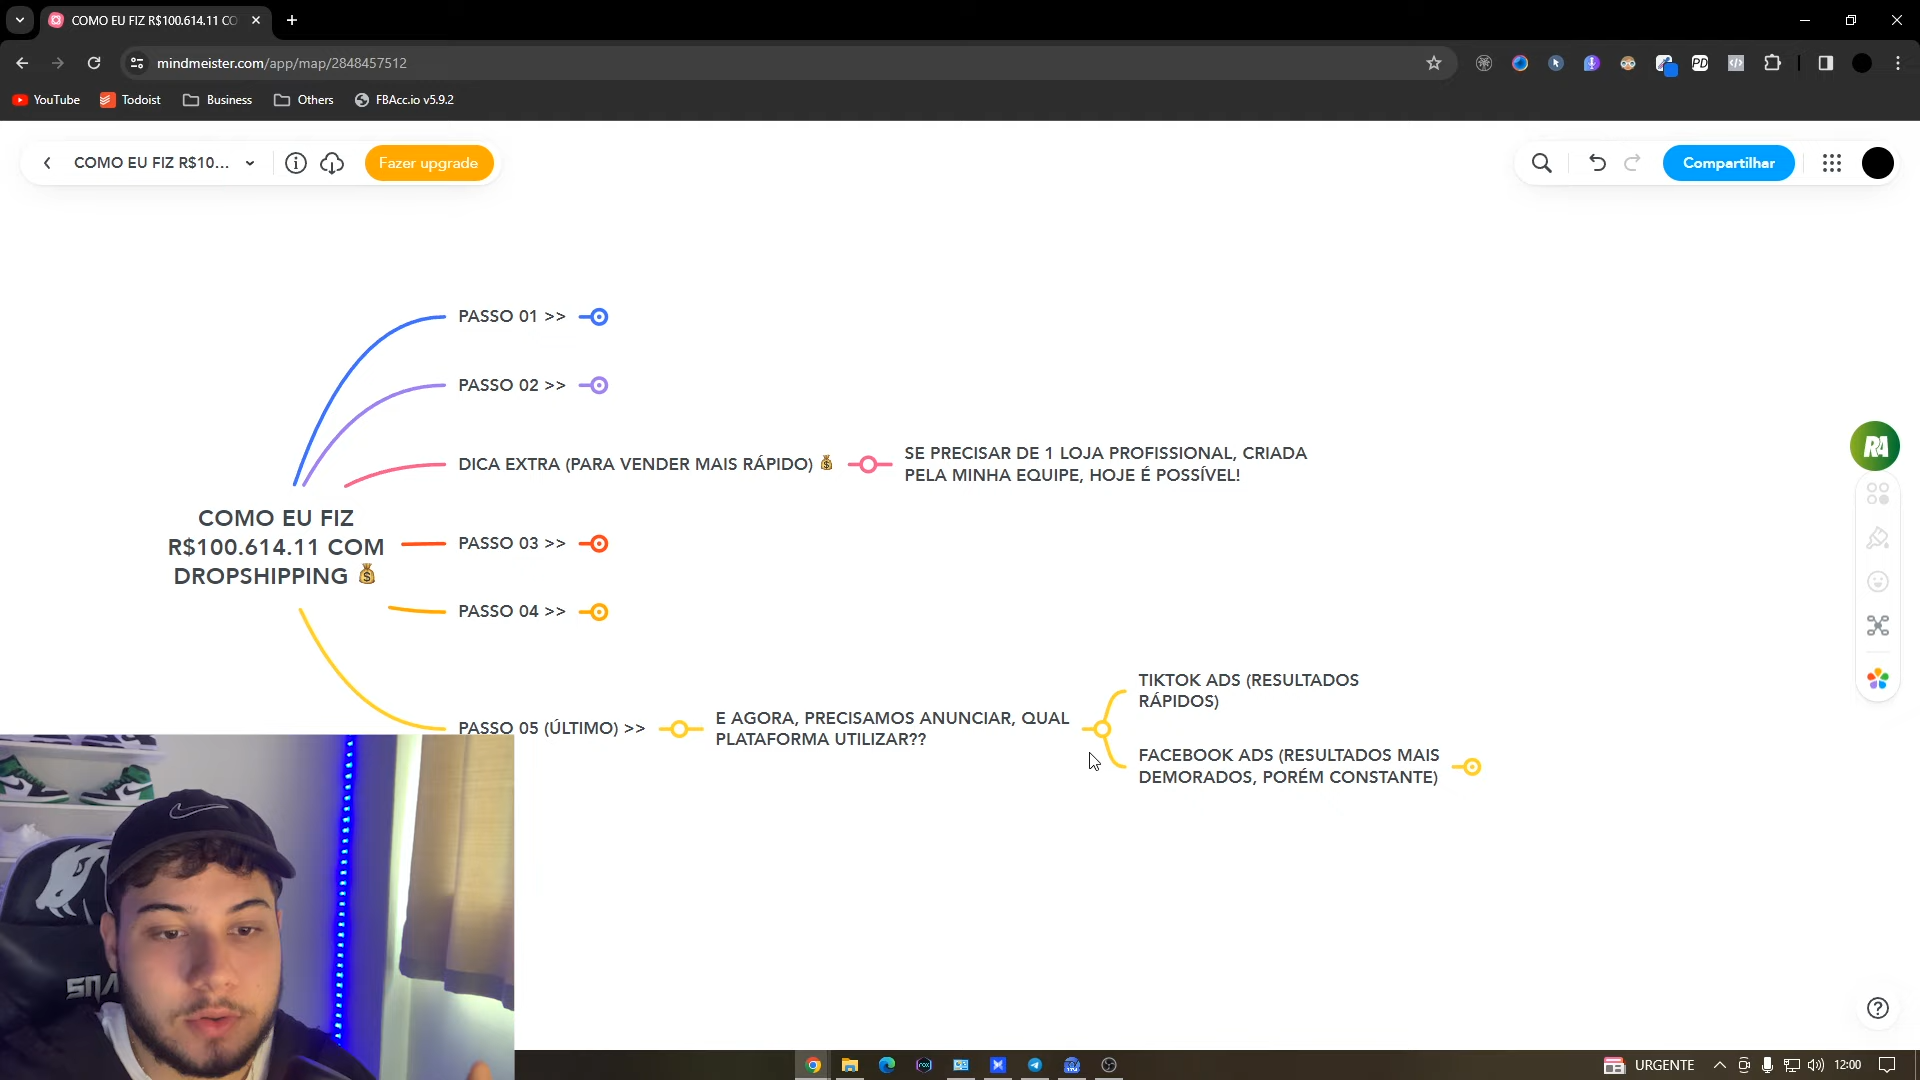 COMO EU FIZ R$100.614.11 CO
mindmeister.com/app/map/2848457512
PD
YouTube
Todoist
Business
Others
FBAcc.io v5.9.2
COMO EU FIZ R$10...
Fazer upgrade
Compartilhar
PASSO 01 >>
PASSO 02 >>
DICA EXTRA (PARA VENDER MAIS RÁPIDO) 💰
SE PRECISAR DE 1 LOJA PROFISSIONAL, CRIADA
PELA MINHA EQUIPE, HOJE É POSSÍVEL!
RA
COMO EU FIZ
R$100.614.11 COM
DROPSHIPPING 💰
PASSO 03 >>
PASSO 04 >>
PASSO 05 (ÚLTIMO) >>
E AGORA, PRECISAMOS ANUNCIAR, QUAL
PLATAFORMA UTILIZAR??
TIKTOK ADS (RESULTADOS
RÁPIDOS)
FACEBOOK ADS (RESULTADOS MAIS
DEMORADOS, PORÉM CONSTANTE)
URGENTE
12:00